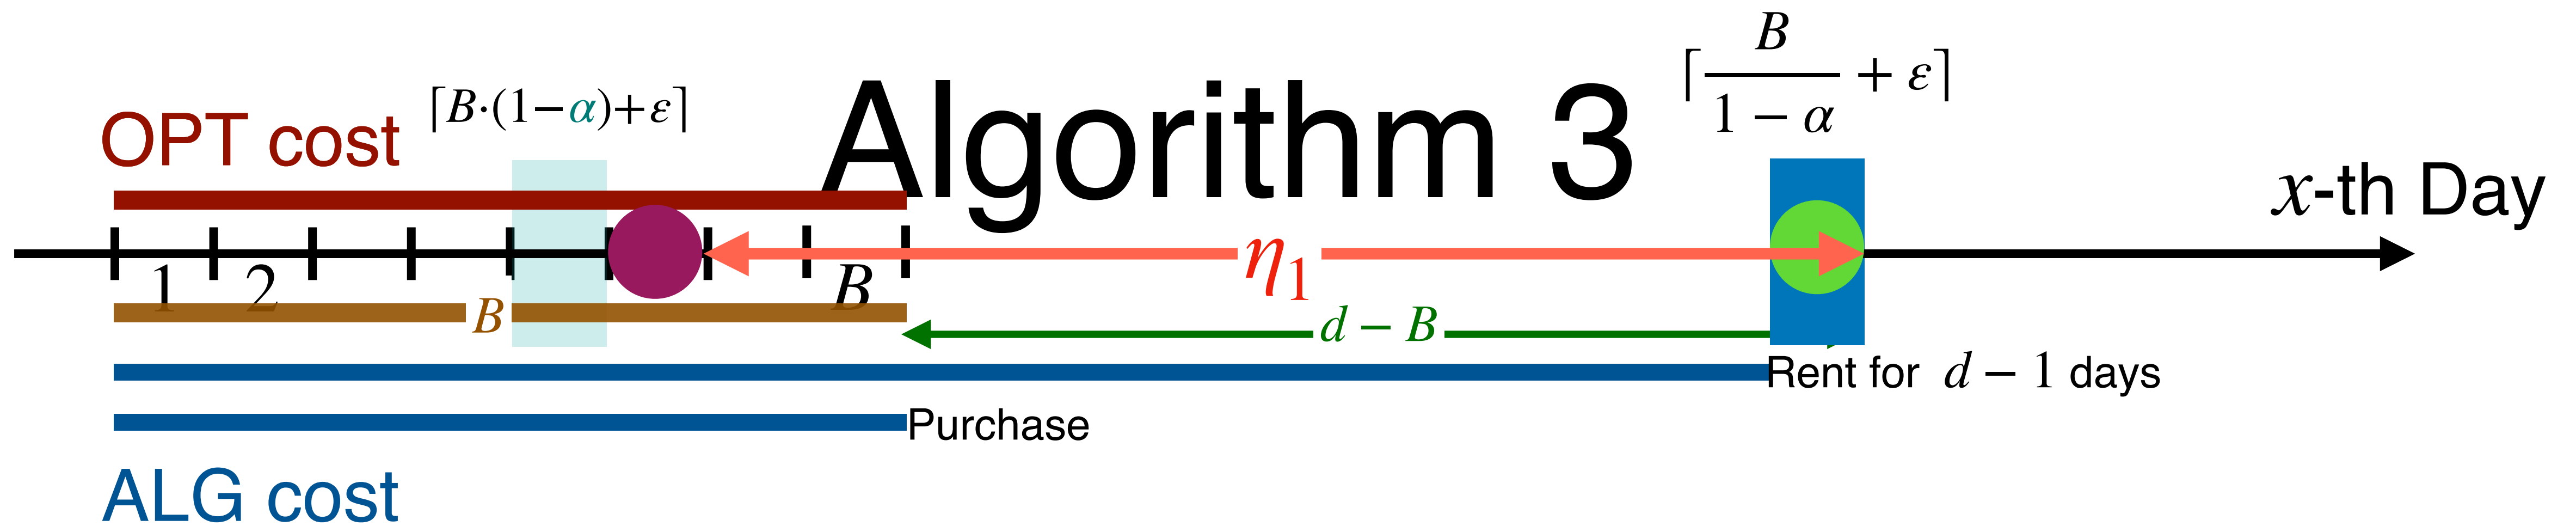 Algorithm 3
OPT cost
⌈B·(1−α)+ε⌉
⌈B/(1 − α) + ε⌉
x-th Day
1 2 B
η₁
B
d − B
Rent for d − 1 days
Purchase
ALG cost